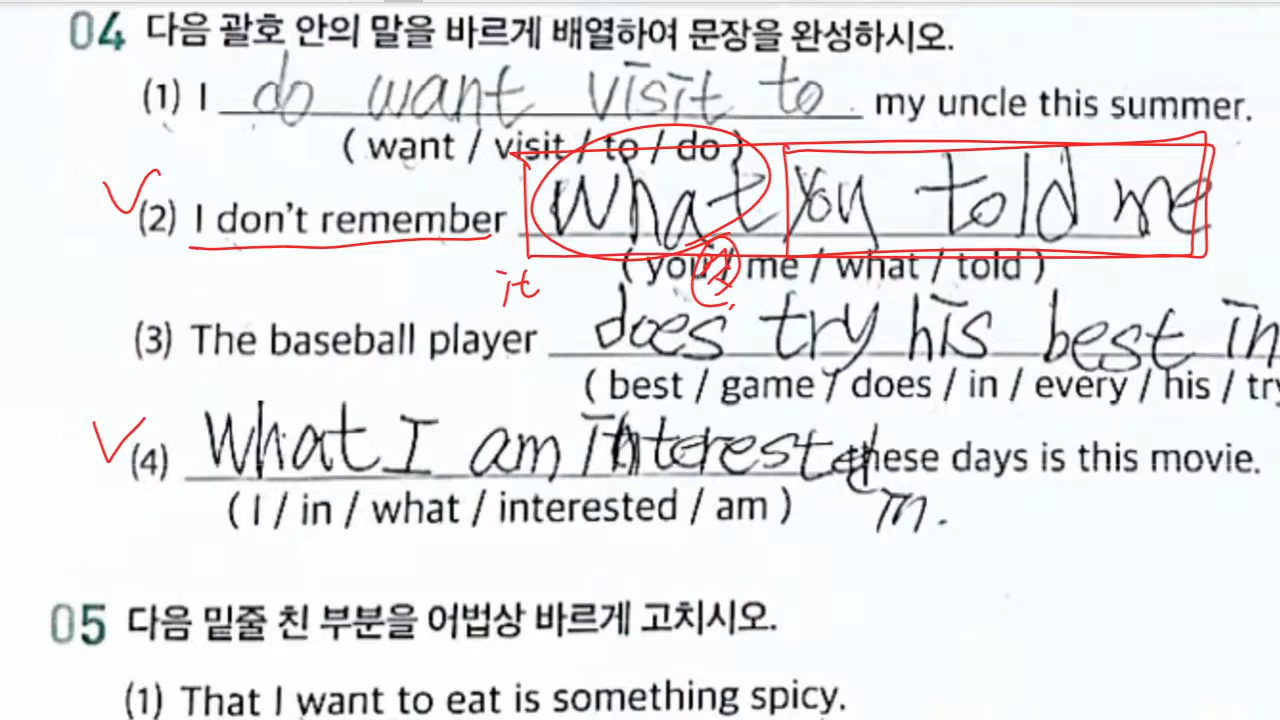 04 다음 괄호 안의 말을 바르게 배열하여 문장을 완성하시오.
(1) I do want visit to my uncle this summer.
( want / visit / to / do )
(2) I don't remember what you told me
( you / me / what / told )
it
(3) The baseball player does try his best in
( best / game / does / in / every / his / try
(4) What I am interested these days is this movie.
( I / in / what / interested / am ) in.
05 다음 밑줄 친 부분을 어법상 바르게 고치시오.
(1) That I want to eat is something spicy.